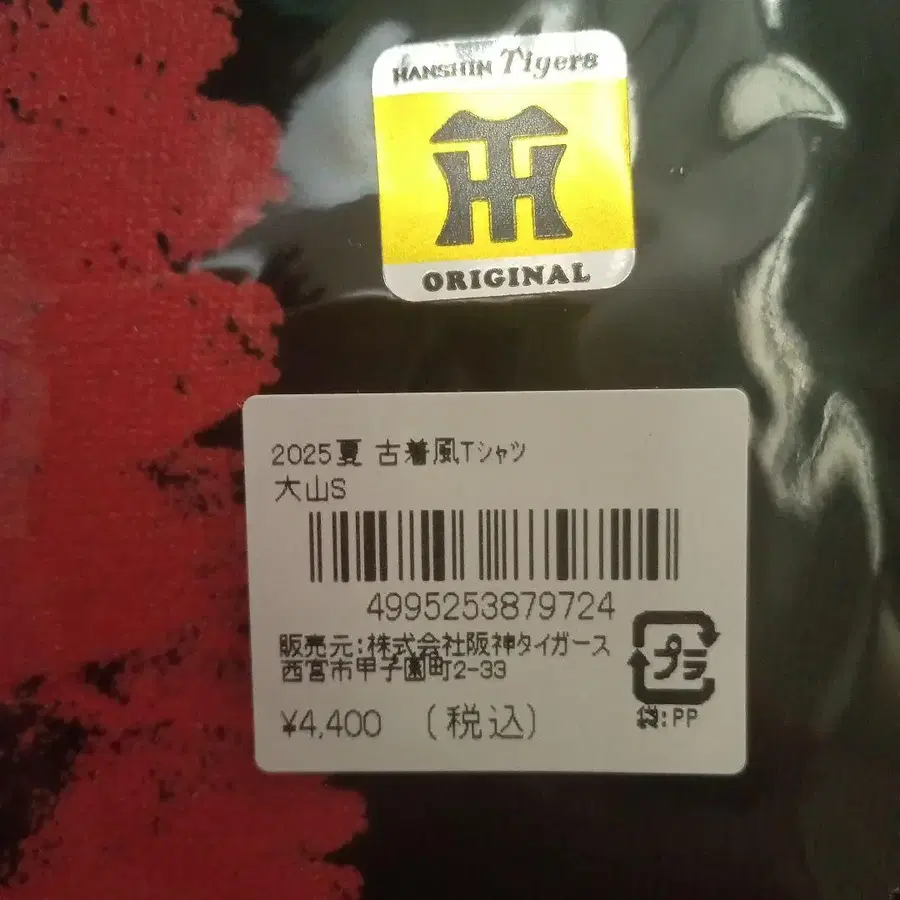 HANSHIN Tigers
TH
ORIGINAL
2025夏 古着風Tシャツ
大山S
4995253879724
販売元:株式会社阪神タイガース
西宮市甲子園町2-33
プラ
¥4,400 (税込)
袋:PP